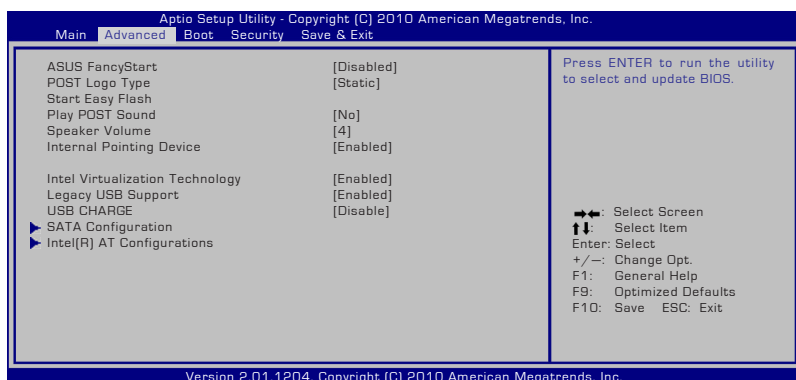 Aptio Setup Utility - Copyright (C) 2010 American Megatrends, Inc.
Main Advanced Boot Security Save & Exit
ASUS FancyStart [Disabled]
POST Logo Type [Static]
Start Easy Flash
Play POST Sound [No]
Speaker Volume [4]
Internal Pointing Device [Enabled]
Intel Virtualization Technology [Enabled]
Legacy USB Support [Enabled]
USB CHARGE [Disable]
SATA Configuration
Intel(R) AT Configurations
Press ENTER to run the utility
to select and update BIOS.
→←: Select Screen
↑↓: Select Item
Enter: Select
+/—: Change Opt.
F1: General Help
F9: Optimized Defaults
F10: Save ESC: Exit
Version 2.01.1204. Copyright (C) 2010 American Megatrends, Inc.